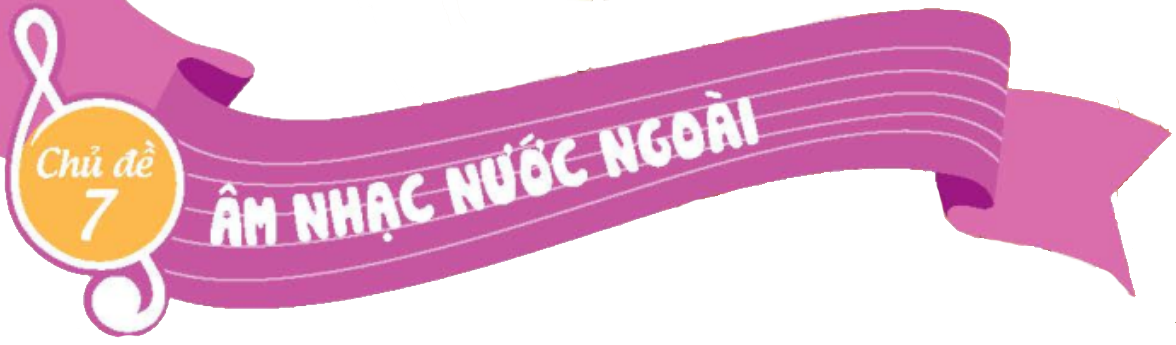 Chủ đề
7
ÂM NHẠC NƯỚC NGOÀI